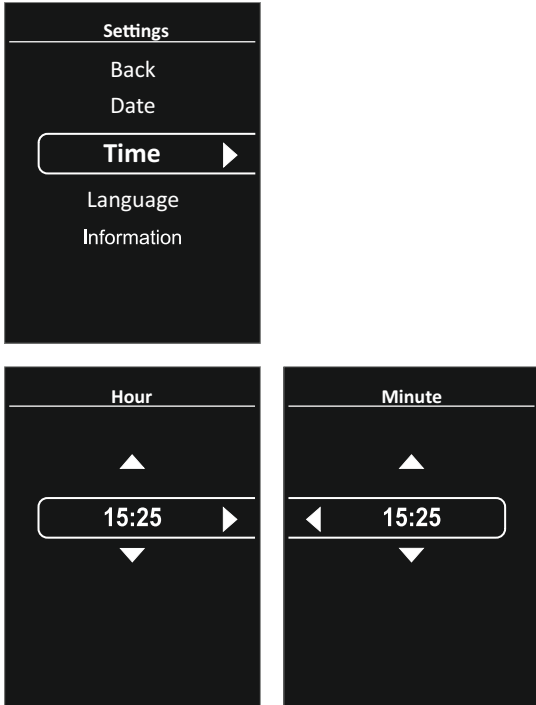 Settings
Back
Date
Time
Language
Information
Hour
15:25
Minute
15:25